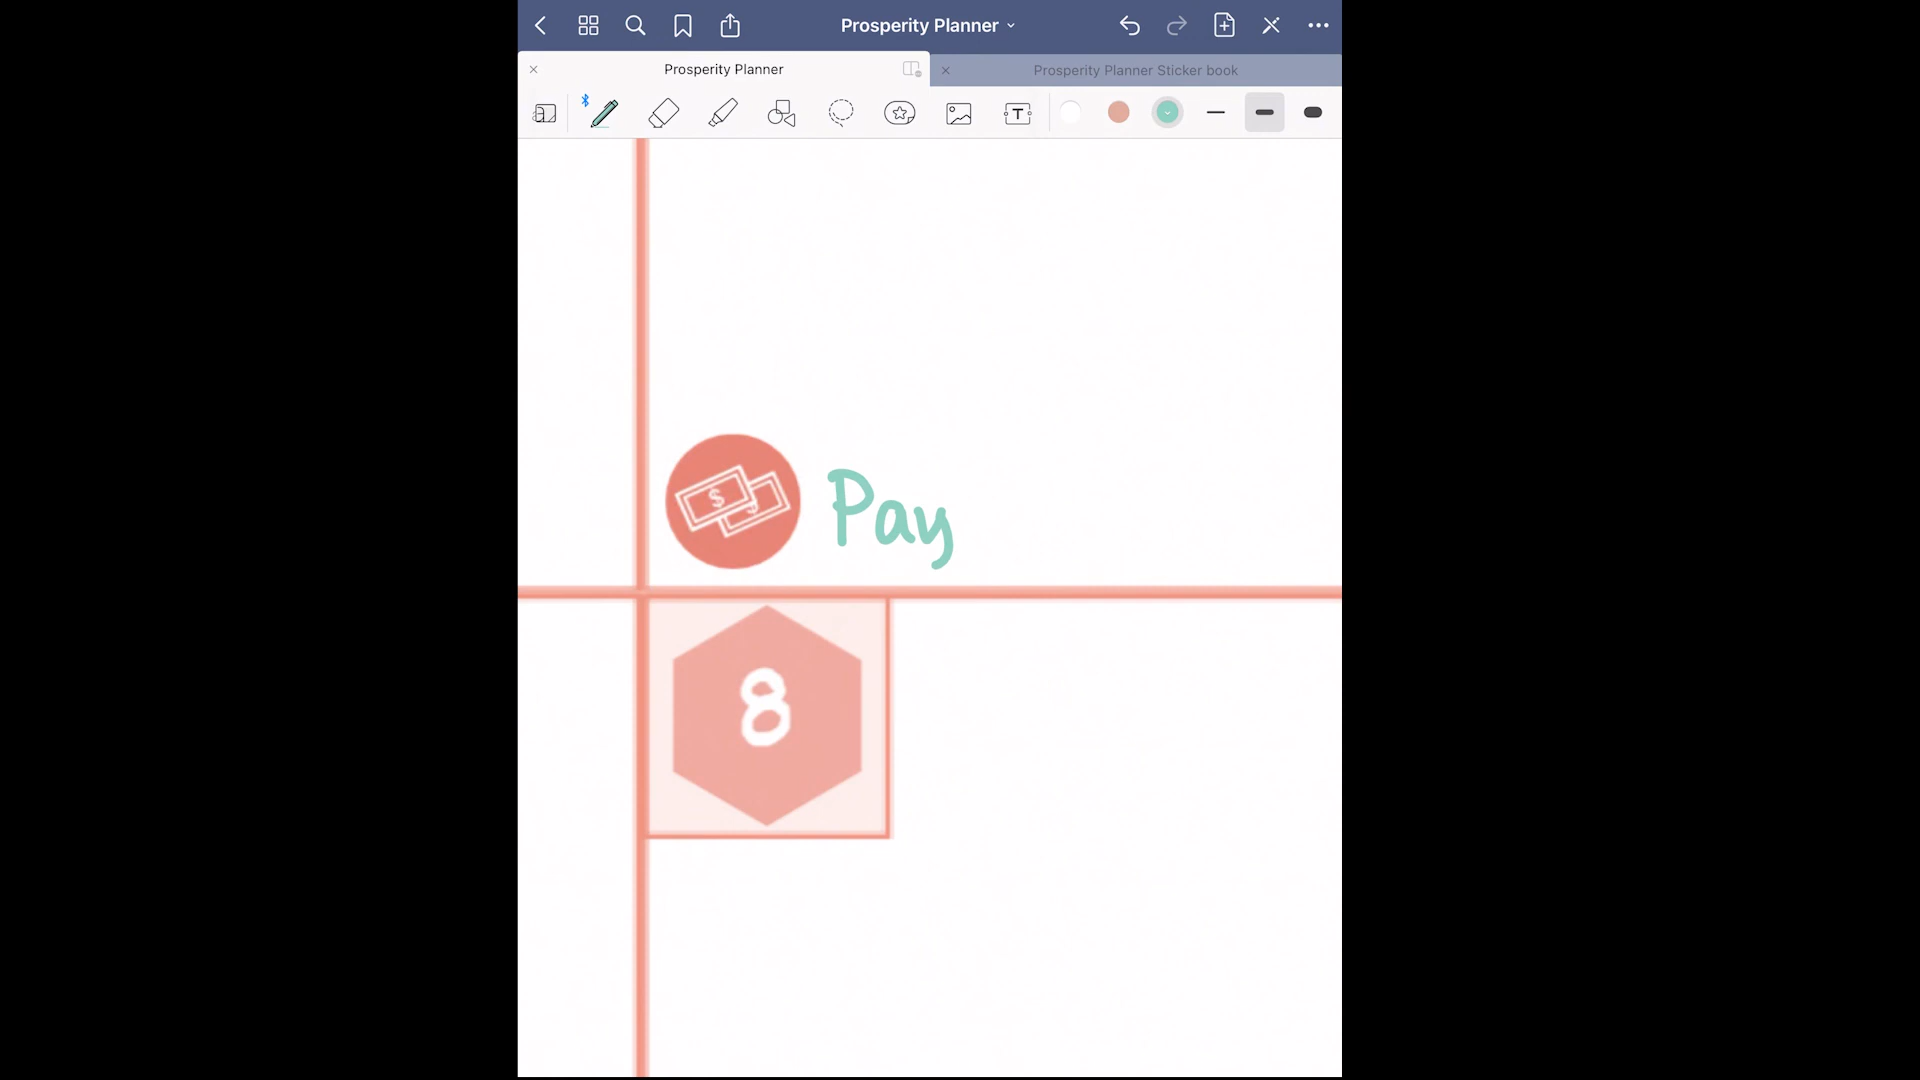 Prosperity Planner
Prosperity Planner
Prosperity Planner Sticker book
T
$ $
Pay
8